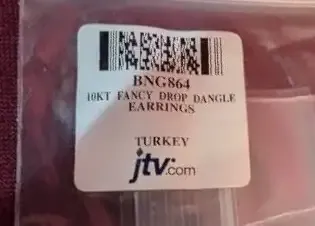 BNG864
10KT FANCY DROP DANGLE
EARRINGS
TURKEY
jtv.com